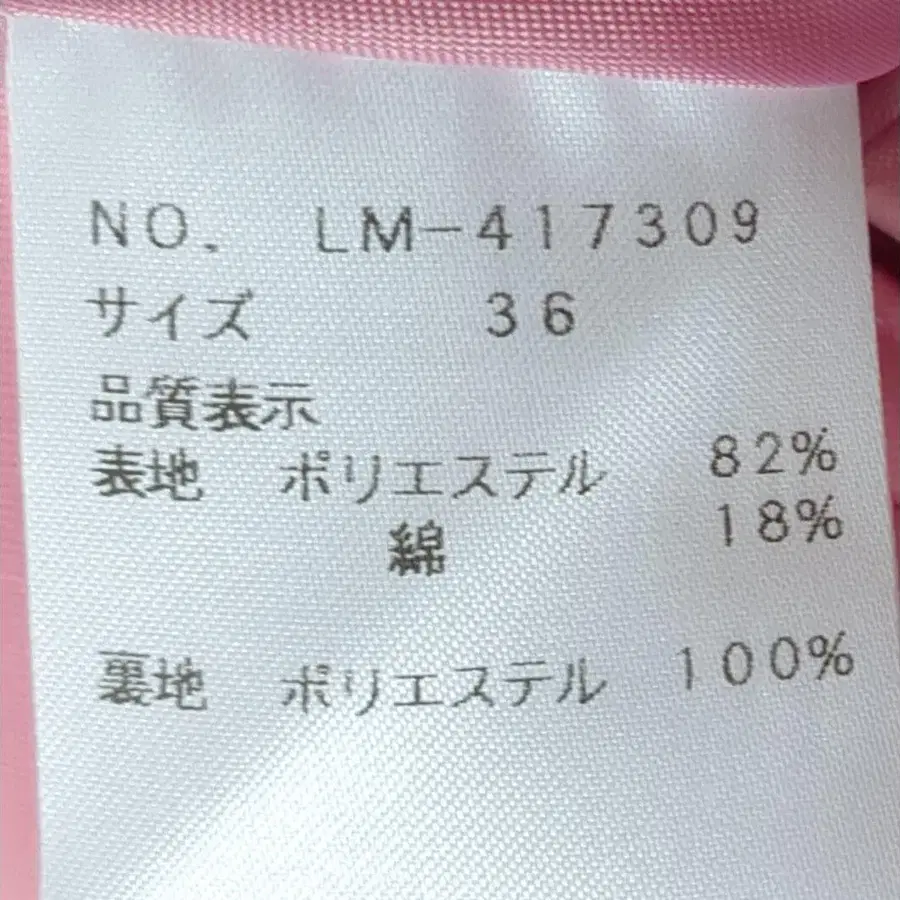 NO. LM-417309
サイズ 36
品質表示
表地 ポリエステル 82%
綿 18%
裏地 ポリエステル 100%